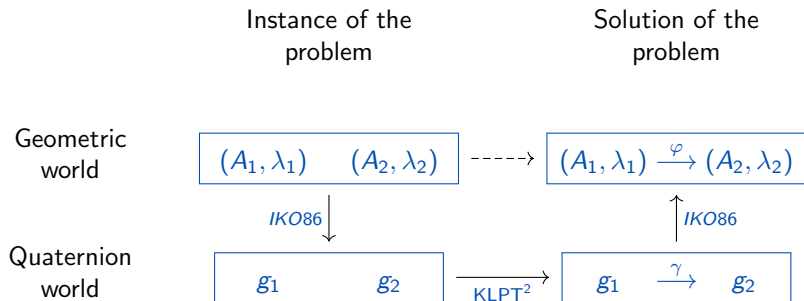 Instance of the problem
Solution of the problem
Geometric world
(A₁, λ₁) (A₂, λ₂)
(A₁, λ₁) φ (A₂, λ₂)
IKO86
IKO86
Quaternion world
g₁ g₂
KLPT²
g₁ γ g₂